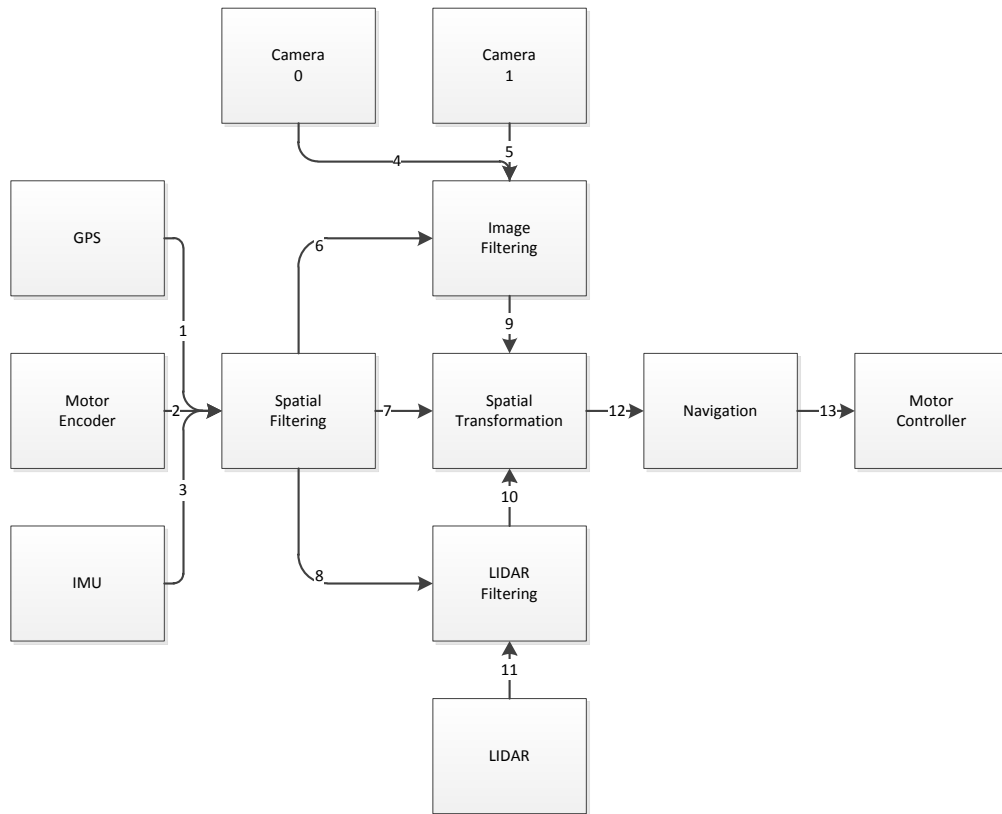 Camera
0
Camera
1
4
5
GPS
6
Image
Filtering
1
9
Motor
Encoder
2
Spatial
Filtering
7
Spatial
Transformation
12
Navigation
13
Motor
Controller
3
10
IMU
8
LIDAR
Filtering
11
LIDAR